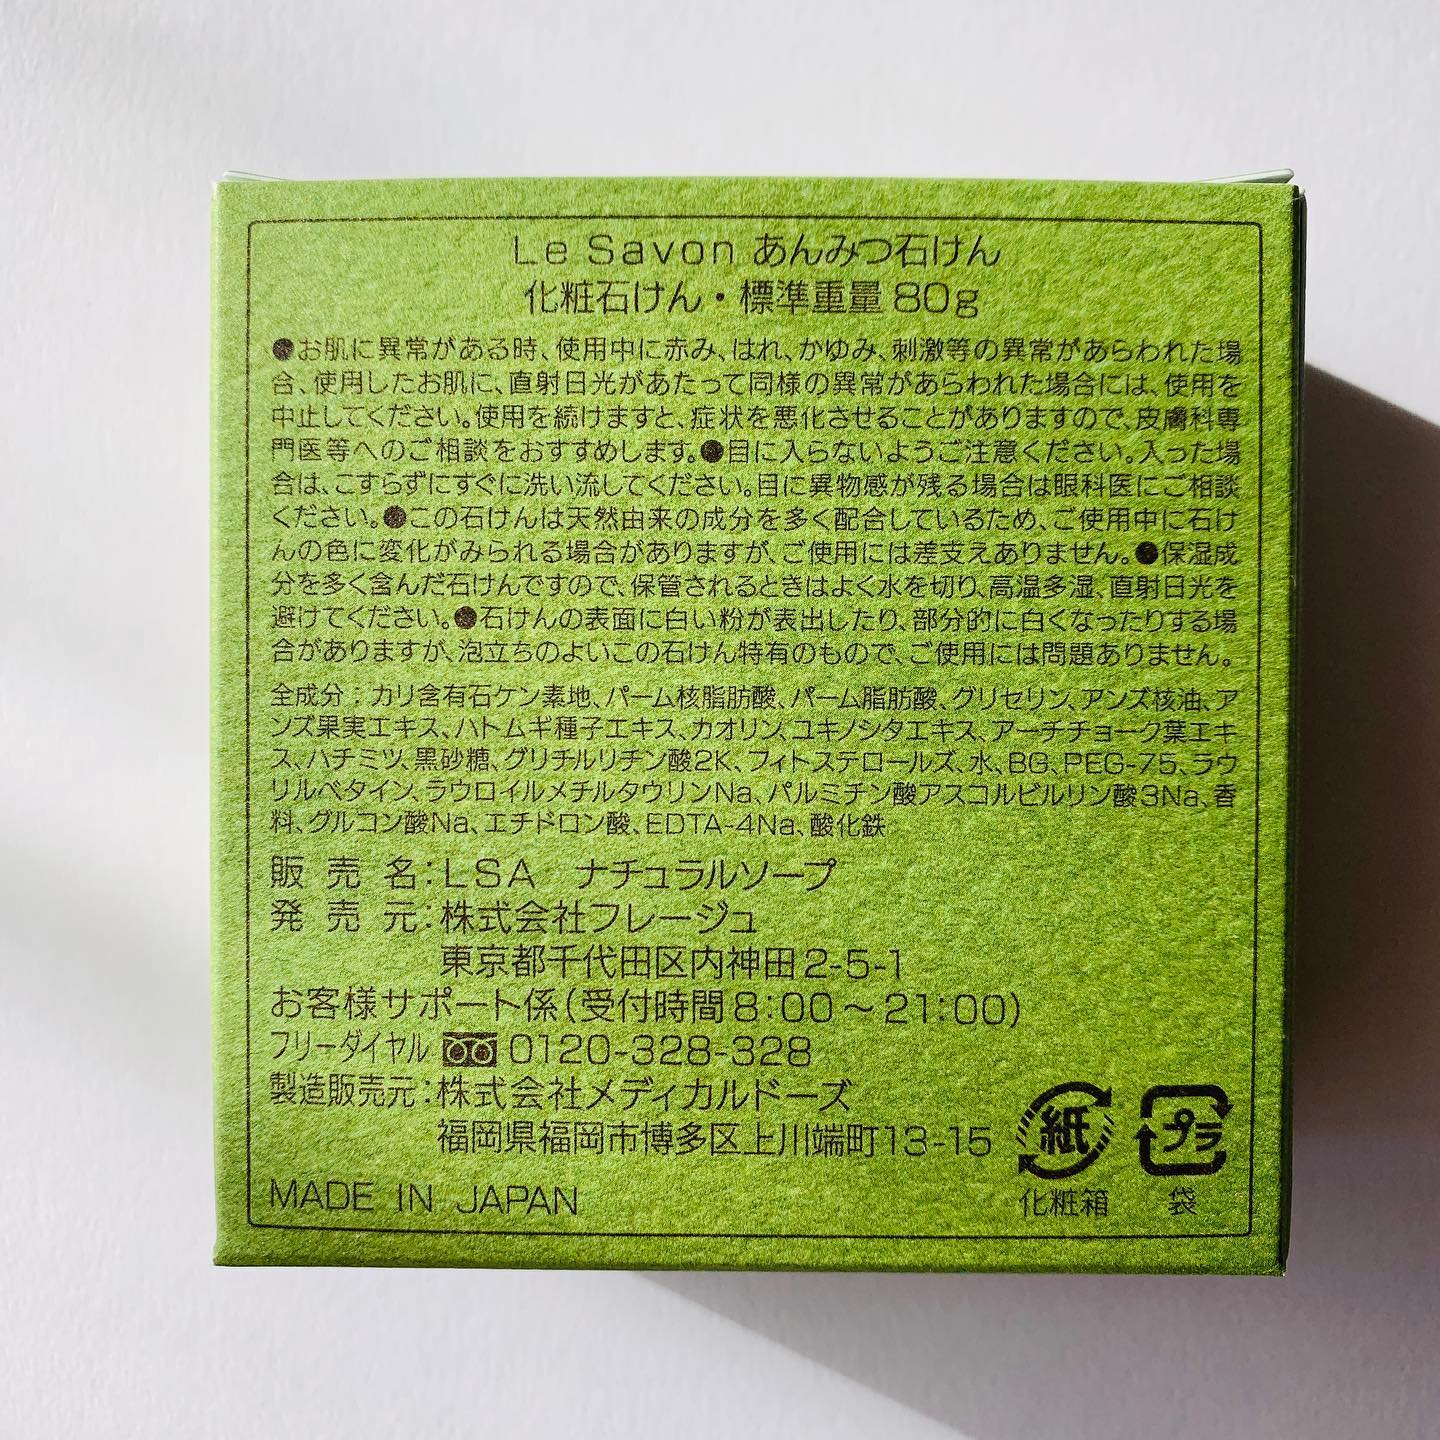 Le Savon あんみつ石けん
化粧石けん・標準重量80g
●お肌に異常がある時、使用中に赤み、はれ、かゆみ、刺激等の異常があらわれた場
合、使用したお肌に、直射日光があたって同様の異常があらわれた場合には、使用を
中止してください。使用を続けますと、症状を悪化させることがありますので、皮膚科専
門医等へのご相談をおすすめします。●目に入らないようご注意ください。入った場
合は、こすらずにすぐに洗い流してください。目に異物感が残る場合は眼科医にご相談
ください。●この石けんは天然由来の成分を多く配合しているため、ご使用中に石け
んの色に変化がみられる場合がありますが、ご使用には差支えありません。●保湿成
分を多く含んだ石けんですので、保管されるときはよく水を切り、高温多湿、直射日光を
避けてください。●石けんの表面に白い粉が表出したり、部分的に白くなったりする場
合がありますが、泡立ちのよいこの石けん特有のもので、ご使用には問題ありません。
全成分：カリ含有石ケン素地、パーム核脂肪酸、パーム脂肪酸、グリセリン、アンズ核油、ア
ンズ果実エキス、ハトムギ種子エキス、カオリン、ユキノシタエキス、アーチチョーク葉エキ
ス、ハチミツ、黒砂糖、グリチルリチン酸2K、フィトステロールズ、水、BG、PEG-75、ラウ
リルベタイン、ラウロイルメチルタウリンNa、パルミチン酸アスコルビルリン酸3Na、香
料、グルコン酸Na、エチドロン酸、EDTA-4Na、酸化鉄
販売名：LSA ナチュラルソープ
発売元：株式会社フレージュ
東京都千代田区内神田2-5-1
お客様サポート係(受付時間8:00〜21:00)
フリーダイヤル 0120-328-328
製造販売元：株式会社メディカルドーズ
福岡県福岡市博多区上川端町13-15
MADE IN JAPAN
紙 プラ
化粧箱 袋